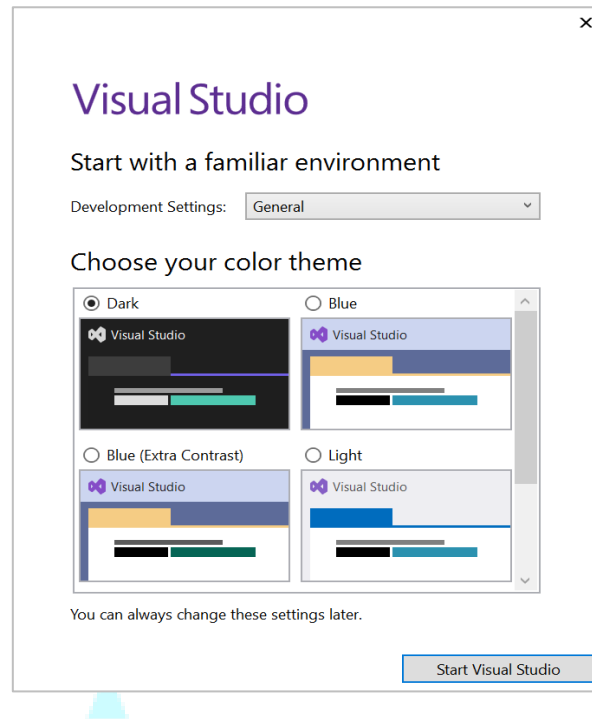 Visual Studio
Start with a familiar environment
Development Settings: General
Choose your color theme
Dark Blue
Visual Studio Visual Studio
Blue (Extra Contrast) Light
Visual Studio Visual Studio
You can always change these settings later.
Start Visual Studio